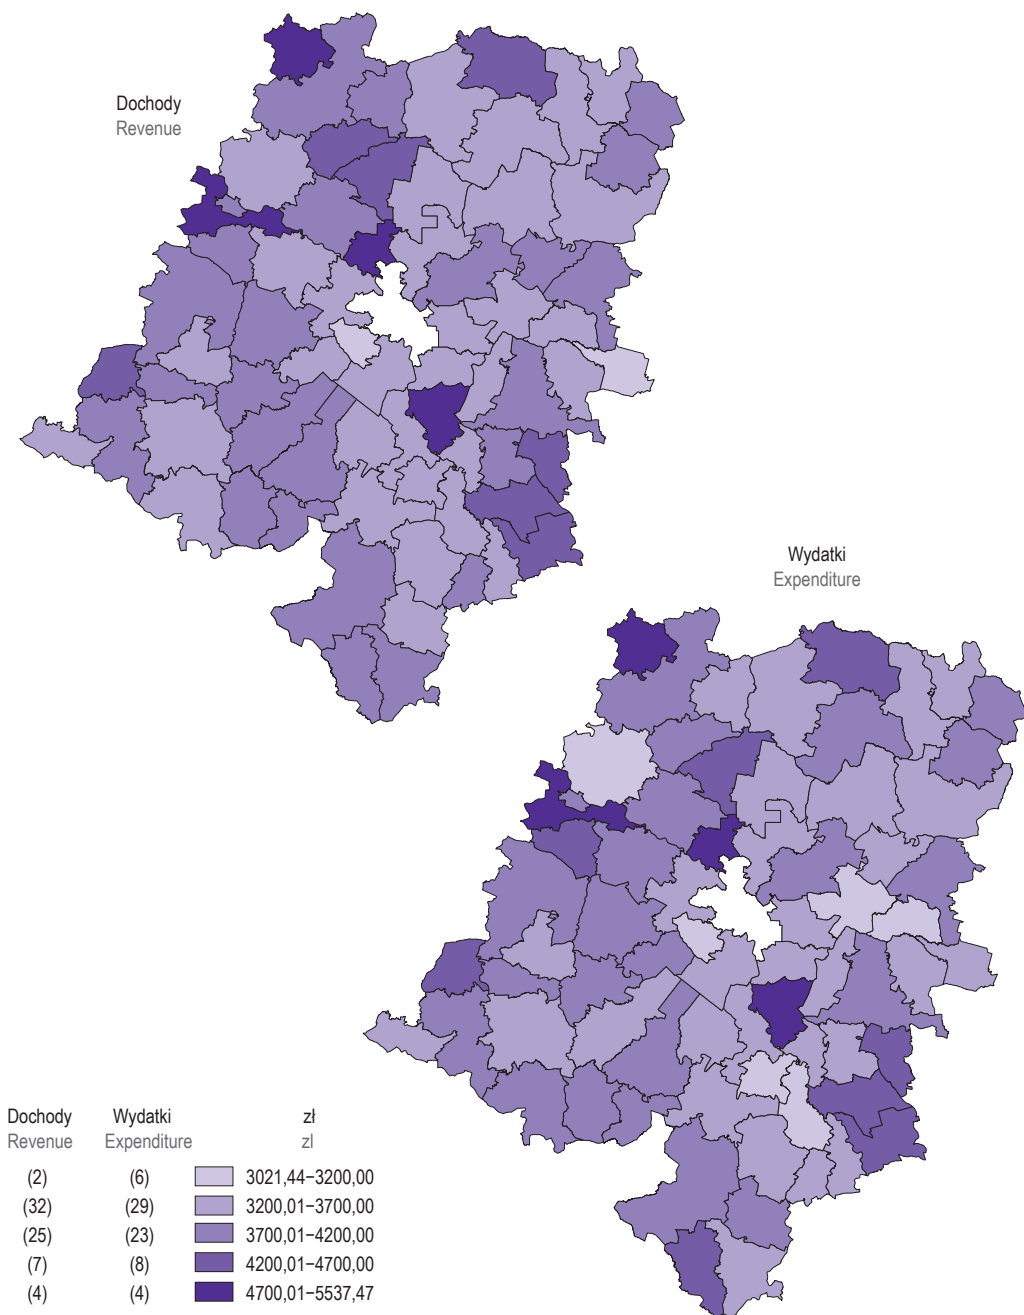 Dochody
Revenue
Wydatki
Expenditure
Dochody Wydatki zł
Revenue Expenditure zl
(2) (6) 3021,44–3200,00
(32) (29) 3200,01–3700,00
(25) (23) 3700,01–4200,00
(7) (8) 4200,01–4700,00
(4) (4) 4700,01–5537,47